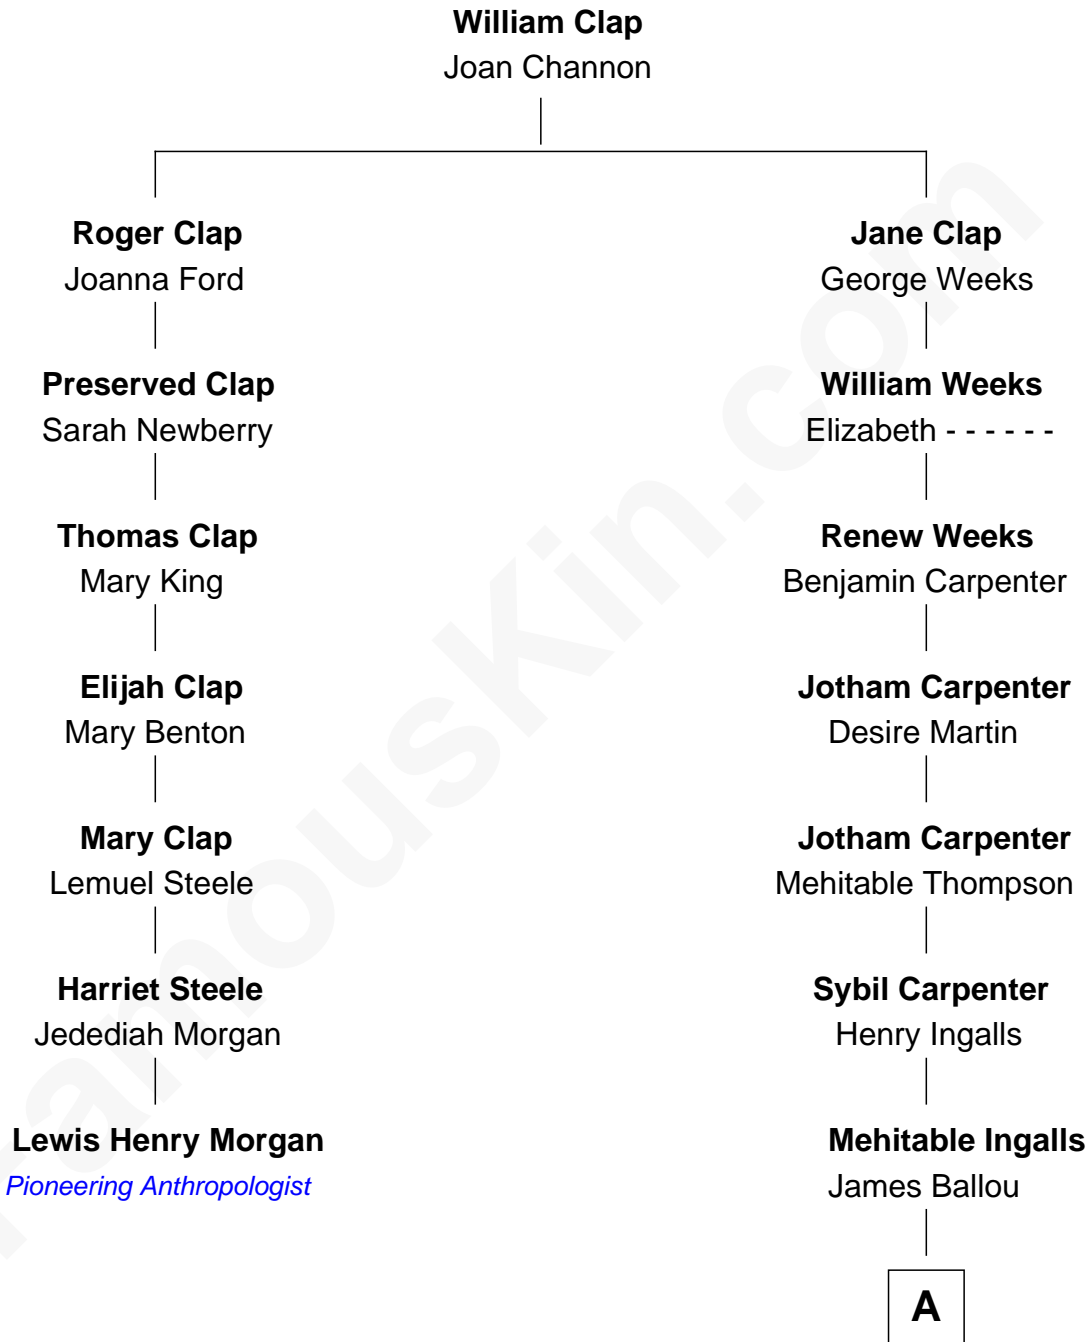 William Clap
Joan Channon
Roger Clap
Joanna Ford
Preserved Clap
Sarah Newberry
Thomas Clap
Mary King
Elijah Clap
Mary Benton
Mary Clap
Lemuel Steele
Harriet Steele
Jedediah Morgan
Lewis Henry Morgan
Pioneering Anthropologist
Jane Clap
George Weeks
William Weeks
Elizabeth - - - - - -
Renew Weeks
Benjamin Carpenter
Jotham Carpenter
Desire Martin
Jotham Carpenter
Mehitable Thompson
Sybil Carpenter
Henry Ingalls
Mehitable Ingalls
James Ballou
A
FamousKin.com